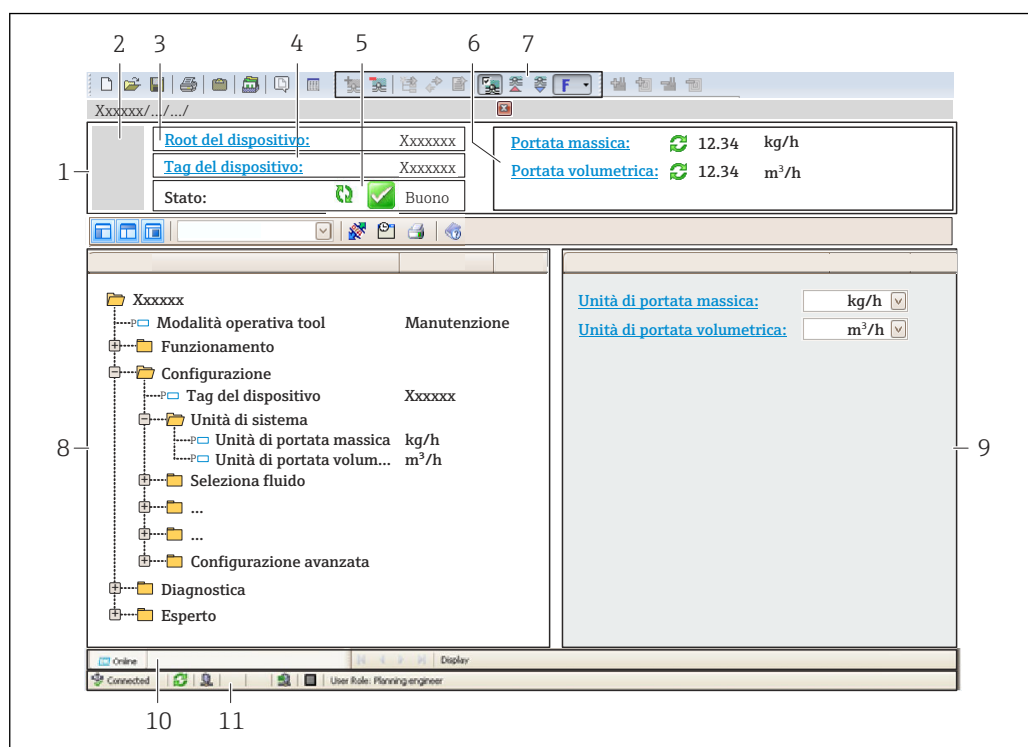 2 3 4 5 6 7
F
Xxxxxx/.../.../
1
Root del dispositivo: Xxxxxxx
Tag del dispositivo: Xxxxxxx
Stato: Buono
Portata massica: 12.34 kg/h
Portata volumetrica: 12.34 m³/h
Xxxxxx
P Modalità operativa tool Manutenzione
Funzionamento
Configurazione
P Tag del dispositivo Xxxxxx
Unità di sistema
P Unità di portata massica kg/h
P Unità di portata volum... m³/h
Seleziona fluido
...
...
Configurazione avanzata
Diagnostica
Esperto
8
Unità di portata massica: kg/h
Unità di portata volumetrica: m³/h
9
Online Display
Connected User Role: Planning engineer
10 11